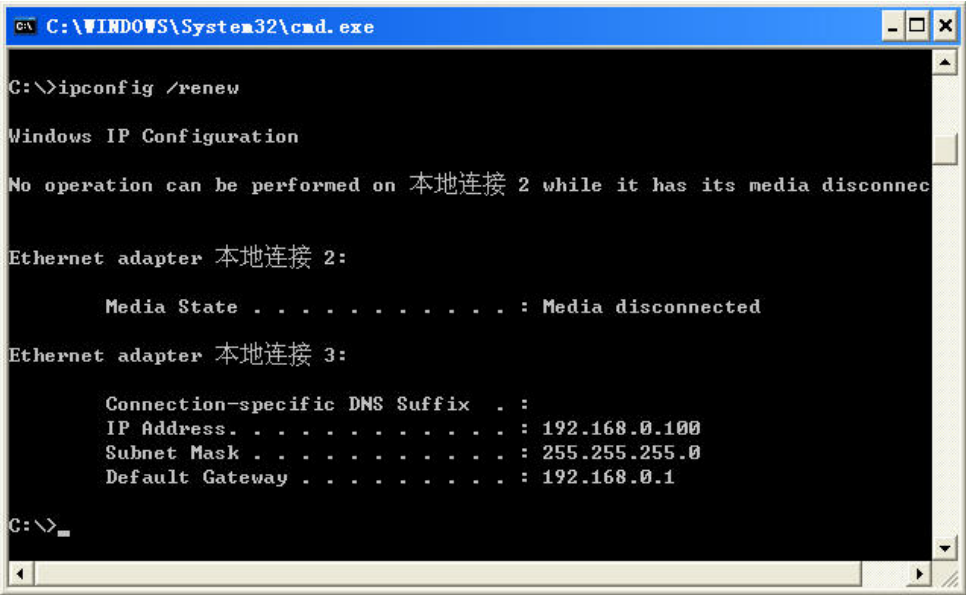 C:\WINDOWS\System32\cmd.exe
C:\>ipconfig /renew
Windows IP Configuration
No operation can be performed on 本地连接 2 while it has its media disconnec
Ethernet adapter 本地连接 2:
Media State . . . . . . . . . . . : Media disconnected
Ethernet adapter 本地连接 3:
Connection-specific DNS Suffix  . :
IP Address. . . . . . . . . . . . : 192.168.0.100
Subnet Mask . . . . . . . . . . . : 255.255.255.0
Default Gateway . . . . . . . . . : 192.168.0.1
C:\>_